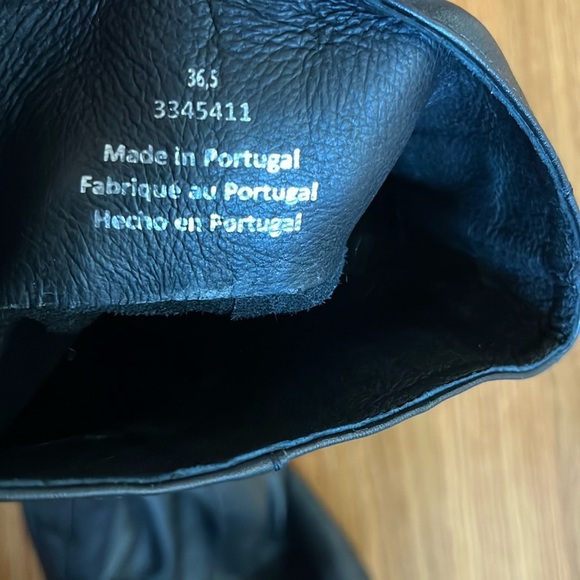 36,5
3345411
Made in Portugal
Fabrique au Portugal
Hecho en Portugal